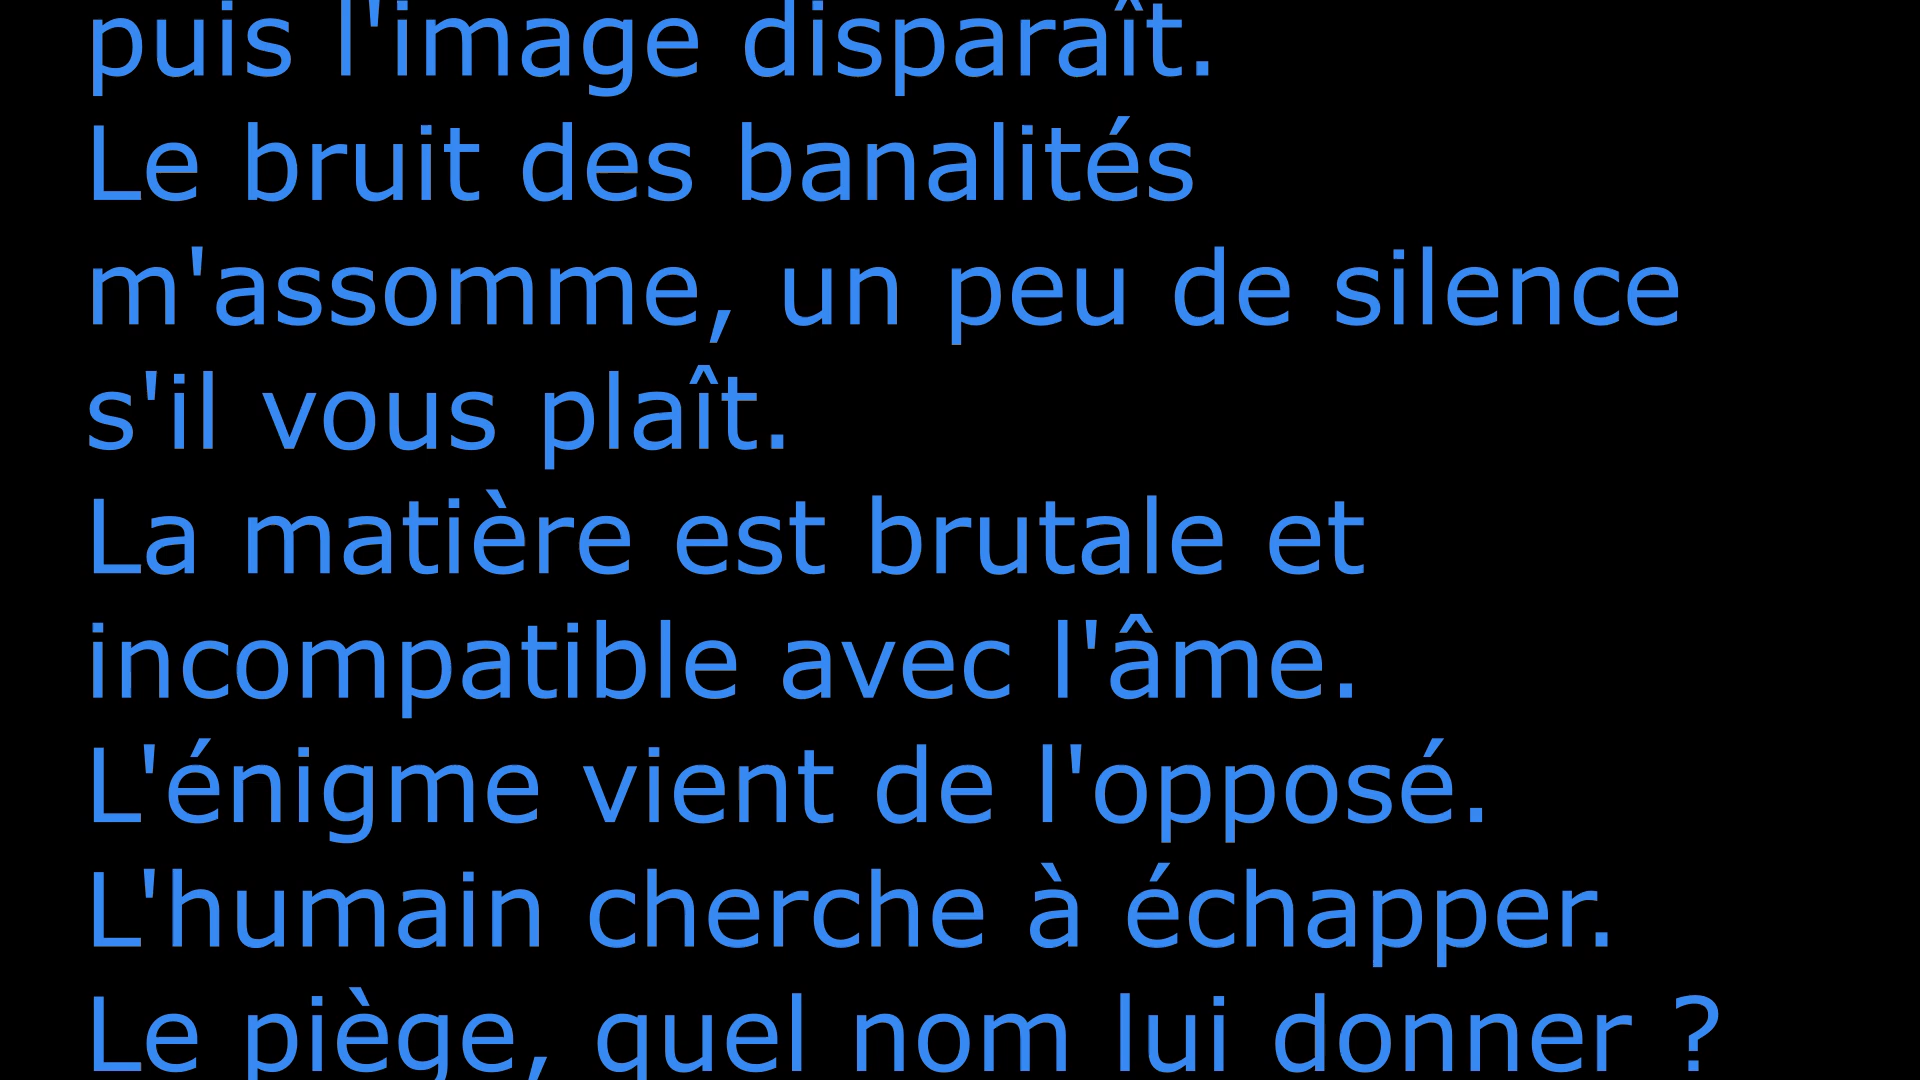 puis l'image disparaît.
Le bruit des banalités
m'assomme, un peu de silence
s'il vous plaît.
La matière est brutale et
incompatible avec l'âme.
L'énigme vient de l'opposé.
L'humain cherche à échapper.
Le piège, quel nom lui donner ?